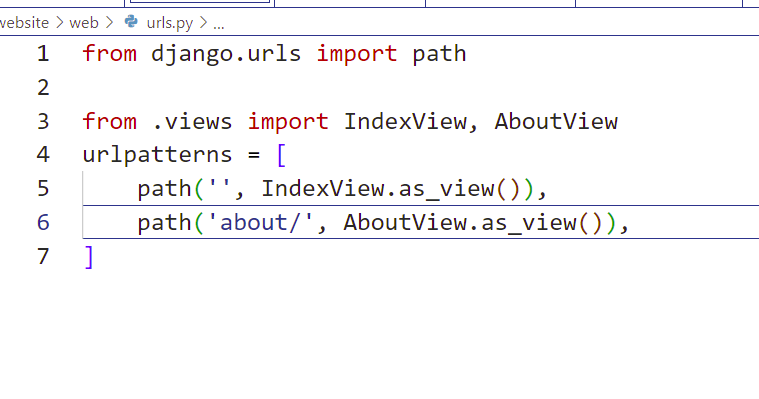 website > web > urls.py > ...
1 from django.urls import path
2
3 from .views import IndexView, AboutView
4 urlpatterns = [
5     path('', IndexView.as_view()),
6     path('about/', AboutView.as_view()),
7 ]